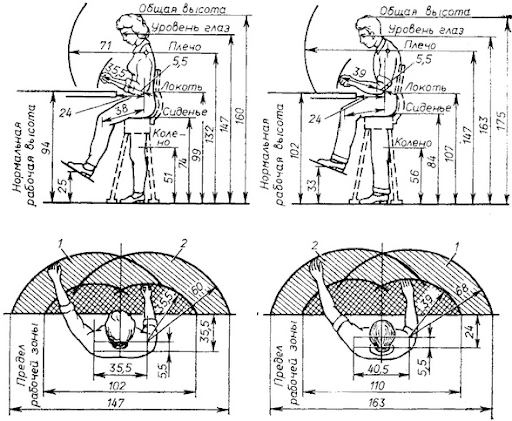 Общая высота
Уровень глаз
Плечо
71
5,5
35,5
Локоть
24
38
Сиденье
Коле-
но
Нормальная
рабочая высота
94
25
51
74
99
132
147
160
Общая высота
Уровень глаз
Плечо
5,5
39
Локоть
24
Сиденье
Колено
Нормальная
рабочая высота
102
33
56
84
107
147
163
175
1
2
35,5
60
35,5
5,5
35,5
Предел
рабочей зоны
102
147
2
1
39
68
24
5,5
40,5
Предел
рабочей зоны
110
163